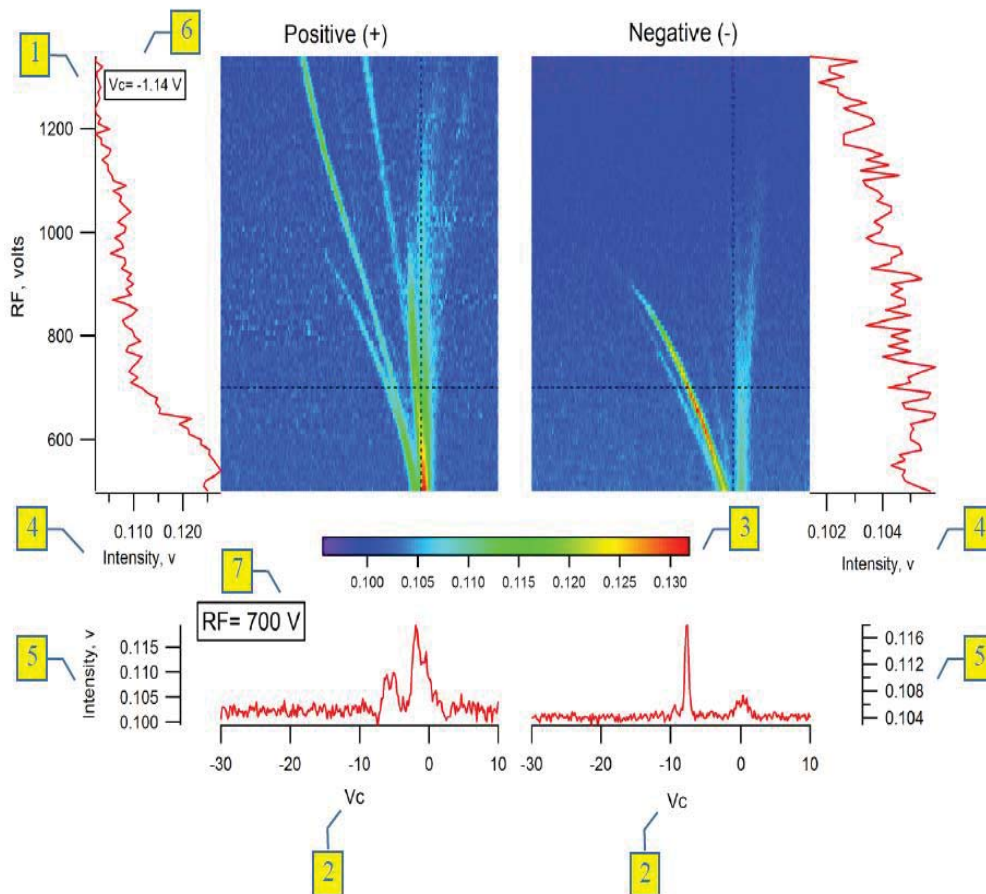 Positive (+)
Negative (-)
1
6
Vc= -1.14 V
RF, volts
1200
1000
800
600
0.110 0.120
Intensity, v
0.102 0.104
Intensity, v
4
3
4
0.100 0.105 0.110 0.115 0.120 0.125 0.130
7
RF= 700 V
5
Intensity, v
0.115
0.110
0.105
0.100
0.116
0.112
0.108
0.104
5
-30 -20 -10 0 10
-30 -20 -10 0 10
Vc
Vc
2
2